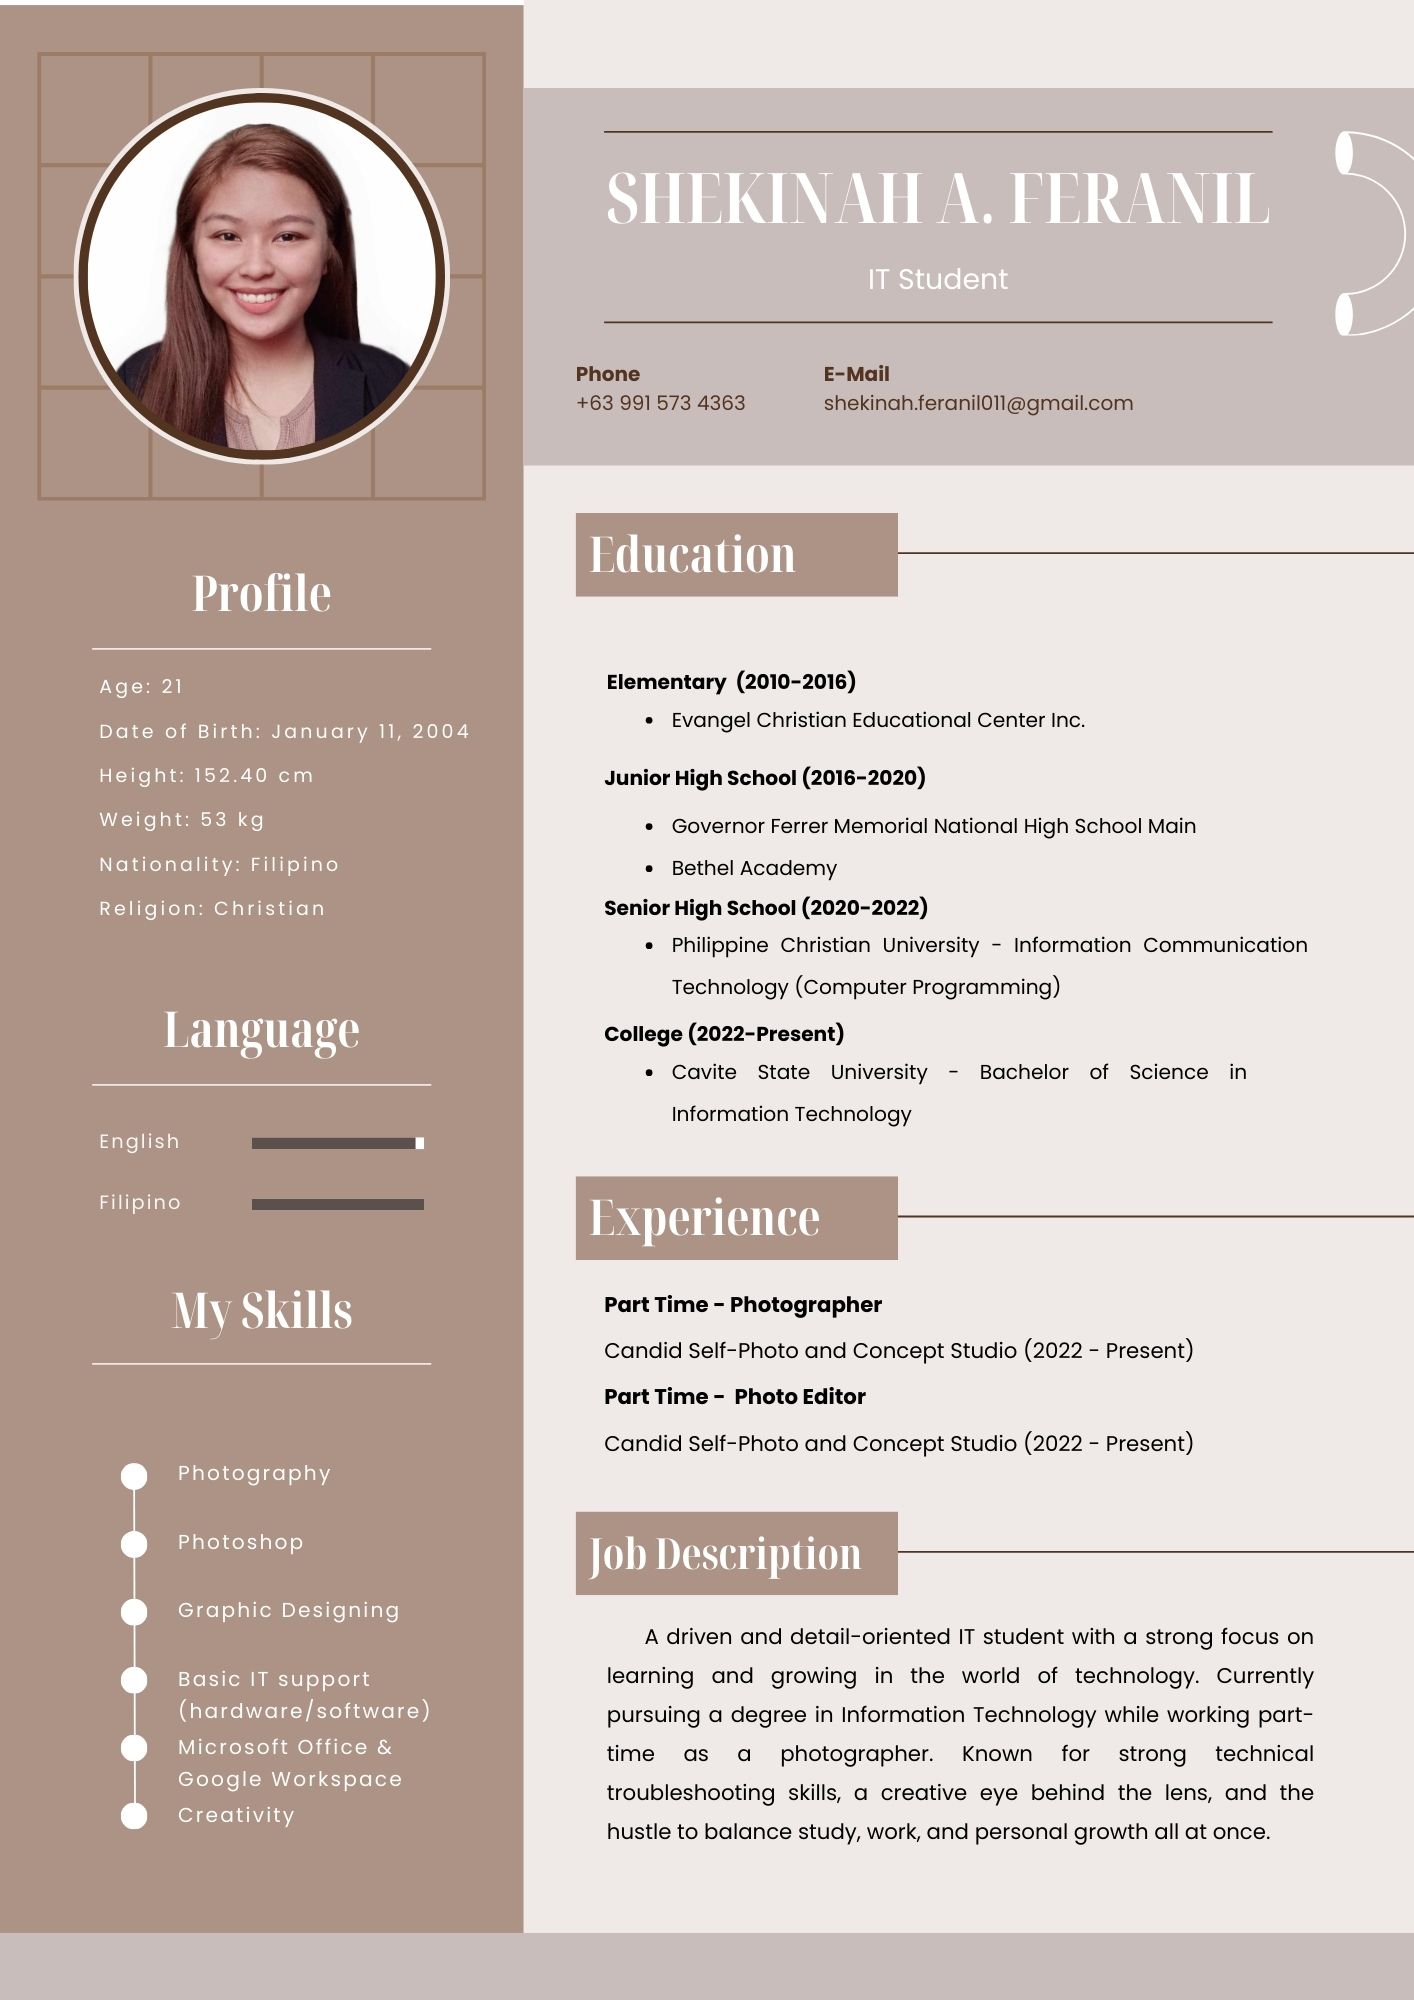 SHEKINAH A. FERANIL
IT Student
Phone
+63 991 573 4363
E-Mail
shekinah.feranil011@gmail.com
Profile
Age: 21
Date of Birth: January 11, 2004
Height: 152.40 cm
Weight: 53 kg
Nationality: Filipino
Religion: Christian
Language
English
Filipino
My Skills
Photography
Photoshop
Graphic Designing
Basic IT support
(hardware/software)
Microsoft Office &
Google Workspace
Creativity
Education
Elementary (2010-2016)
• Evangel Christian Educational Center Inc.
Junior High School (2016-2020)
• Governor Ferrer Memorial National High School Main
• Bethel Academy
Senior High School (2020-2022)
• Philippine Christian University - Information Communication
Technology (Computer Programming)
College (2022-Present)
• Cavite State University - Bachelor of Science in
Information Technology
Experience
Part Time - Photographer
Candid Self-Photo and Concept Studio (2022 - Present)
Part Time - Photo Editor
Candid Self-Photo and Concept Studio (2022 - Present)
Job Description
A driven and detail-oriented IT student with a strong focus on
learning and growing in the world of technology. Currently
pursuing a degree in Information Technology while working part-
time as a photographer. Known for strong technical
troubleshooting skills, a creative eye behind the lens, and the
hustle to balance study, work, and personal growth all at once.